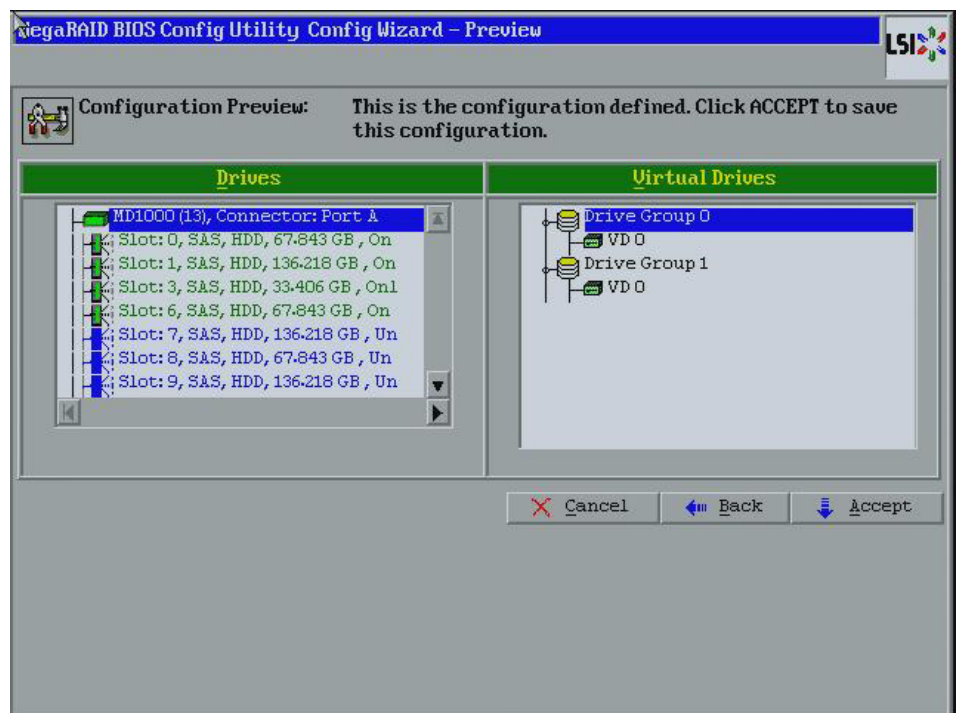 MegaRAID BIOS Config Utility Config Wizard – Preview
LSI
Configuration Preview: This is the configuration defined. Click ACCEPT to save
this configuration.
Drives
Virtual Drives
MD1000 (13), Connector: Port A
Slot: 0, SAS, HDD, 67.843 GB , On
Slot: 1, SAS, HDD, 136.218 GB , On
Slot: 3, SAS, HDD, 33.406 GB , Onl
Slot: 6, SAS, HDD, 67.843 GB , On
Slot: 7, SAS, HDD, 136.218 GB , Un
Slot: 8, SAS, HDD, 67.843 GB , Un
Slot: 9, SAS, HDD, 136.218 GB , Un
Drive Group 0
VD 0
Drive Group 1
VD 0
Cancel
Back
Accept